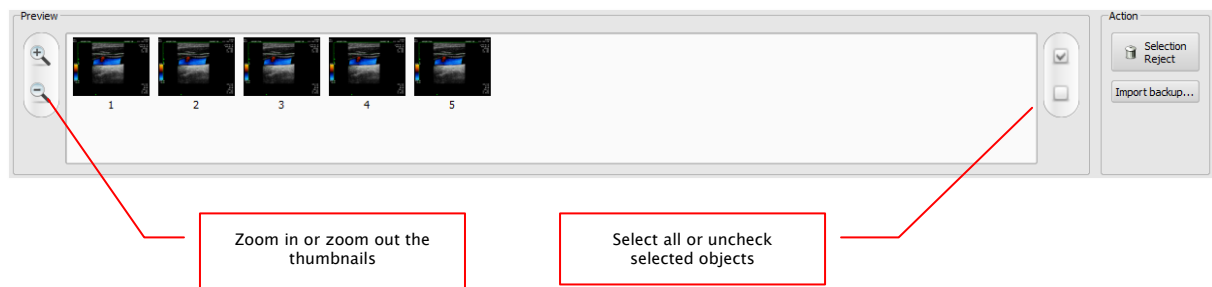 Preview
Action
Selection
Reject
Import backup...
1 2 3 4 5
Zoom in or zoom out the
thumbnails
Select all or uncheck
selected objects